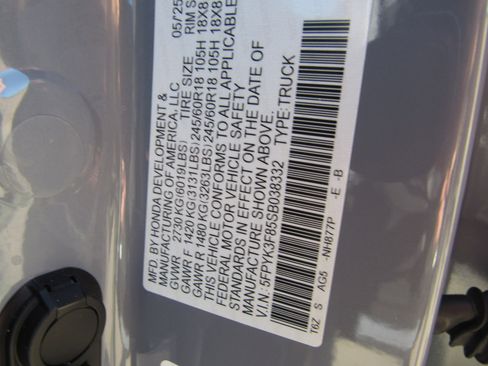 MFD. BY HONDA DEVELOPMENT & 05/25
MANUFACTURING OF AMERICA, LLC
GVWR 2730 KG(6019LBS) TIRE SIZE RIM S
GAWR F 1420 KG(3131LBS) 245/60R18 105H 18X8
GAWR R 1480 KG(3263LBS) 245/60R18 105H 18X8
THIS VEHICLE CONFORMS TO ALL APPLICABLE
FEDERAL MOTOR VEHICLE SAFETY
STANDARDS IN EFFECT ON THE DATE OF
MANUFACTURE SHOWN ABOVE.
V.I.N.: 5FPYK3F85SB038332 TYPE:TRUCK
T6Z S AG5 -NH877P -E -B